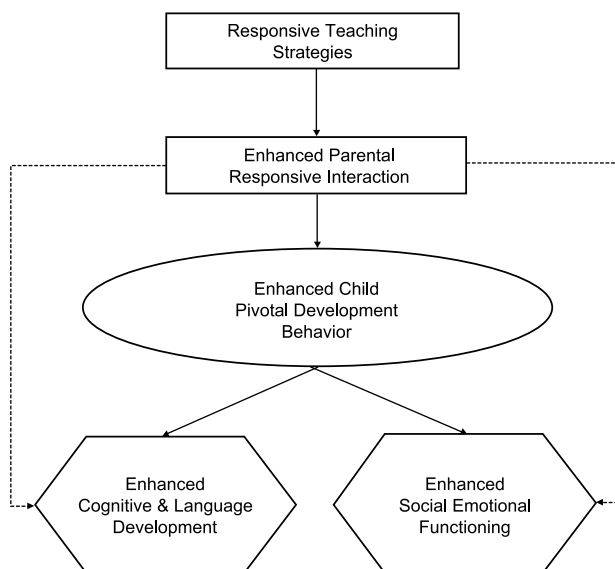 Responsive Teaching
Strategies
Enhanced Parental
Responsive Interaction
Enhanced Child
Pivotal Development
Behavior
Enhanced
Cognitive & Language
Development
Enhanced
Social Emotional
Functioning